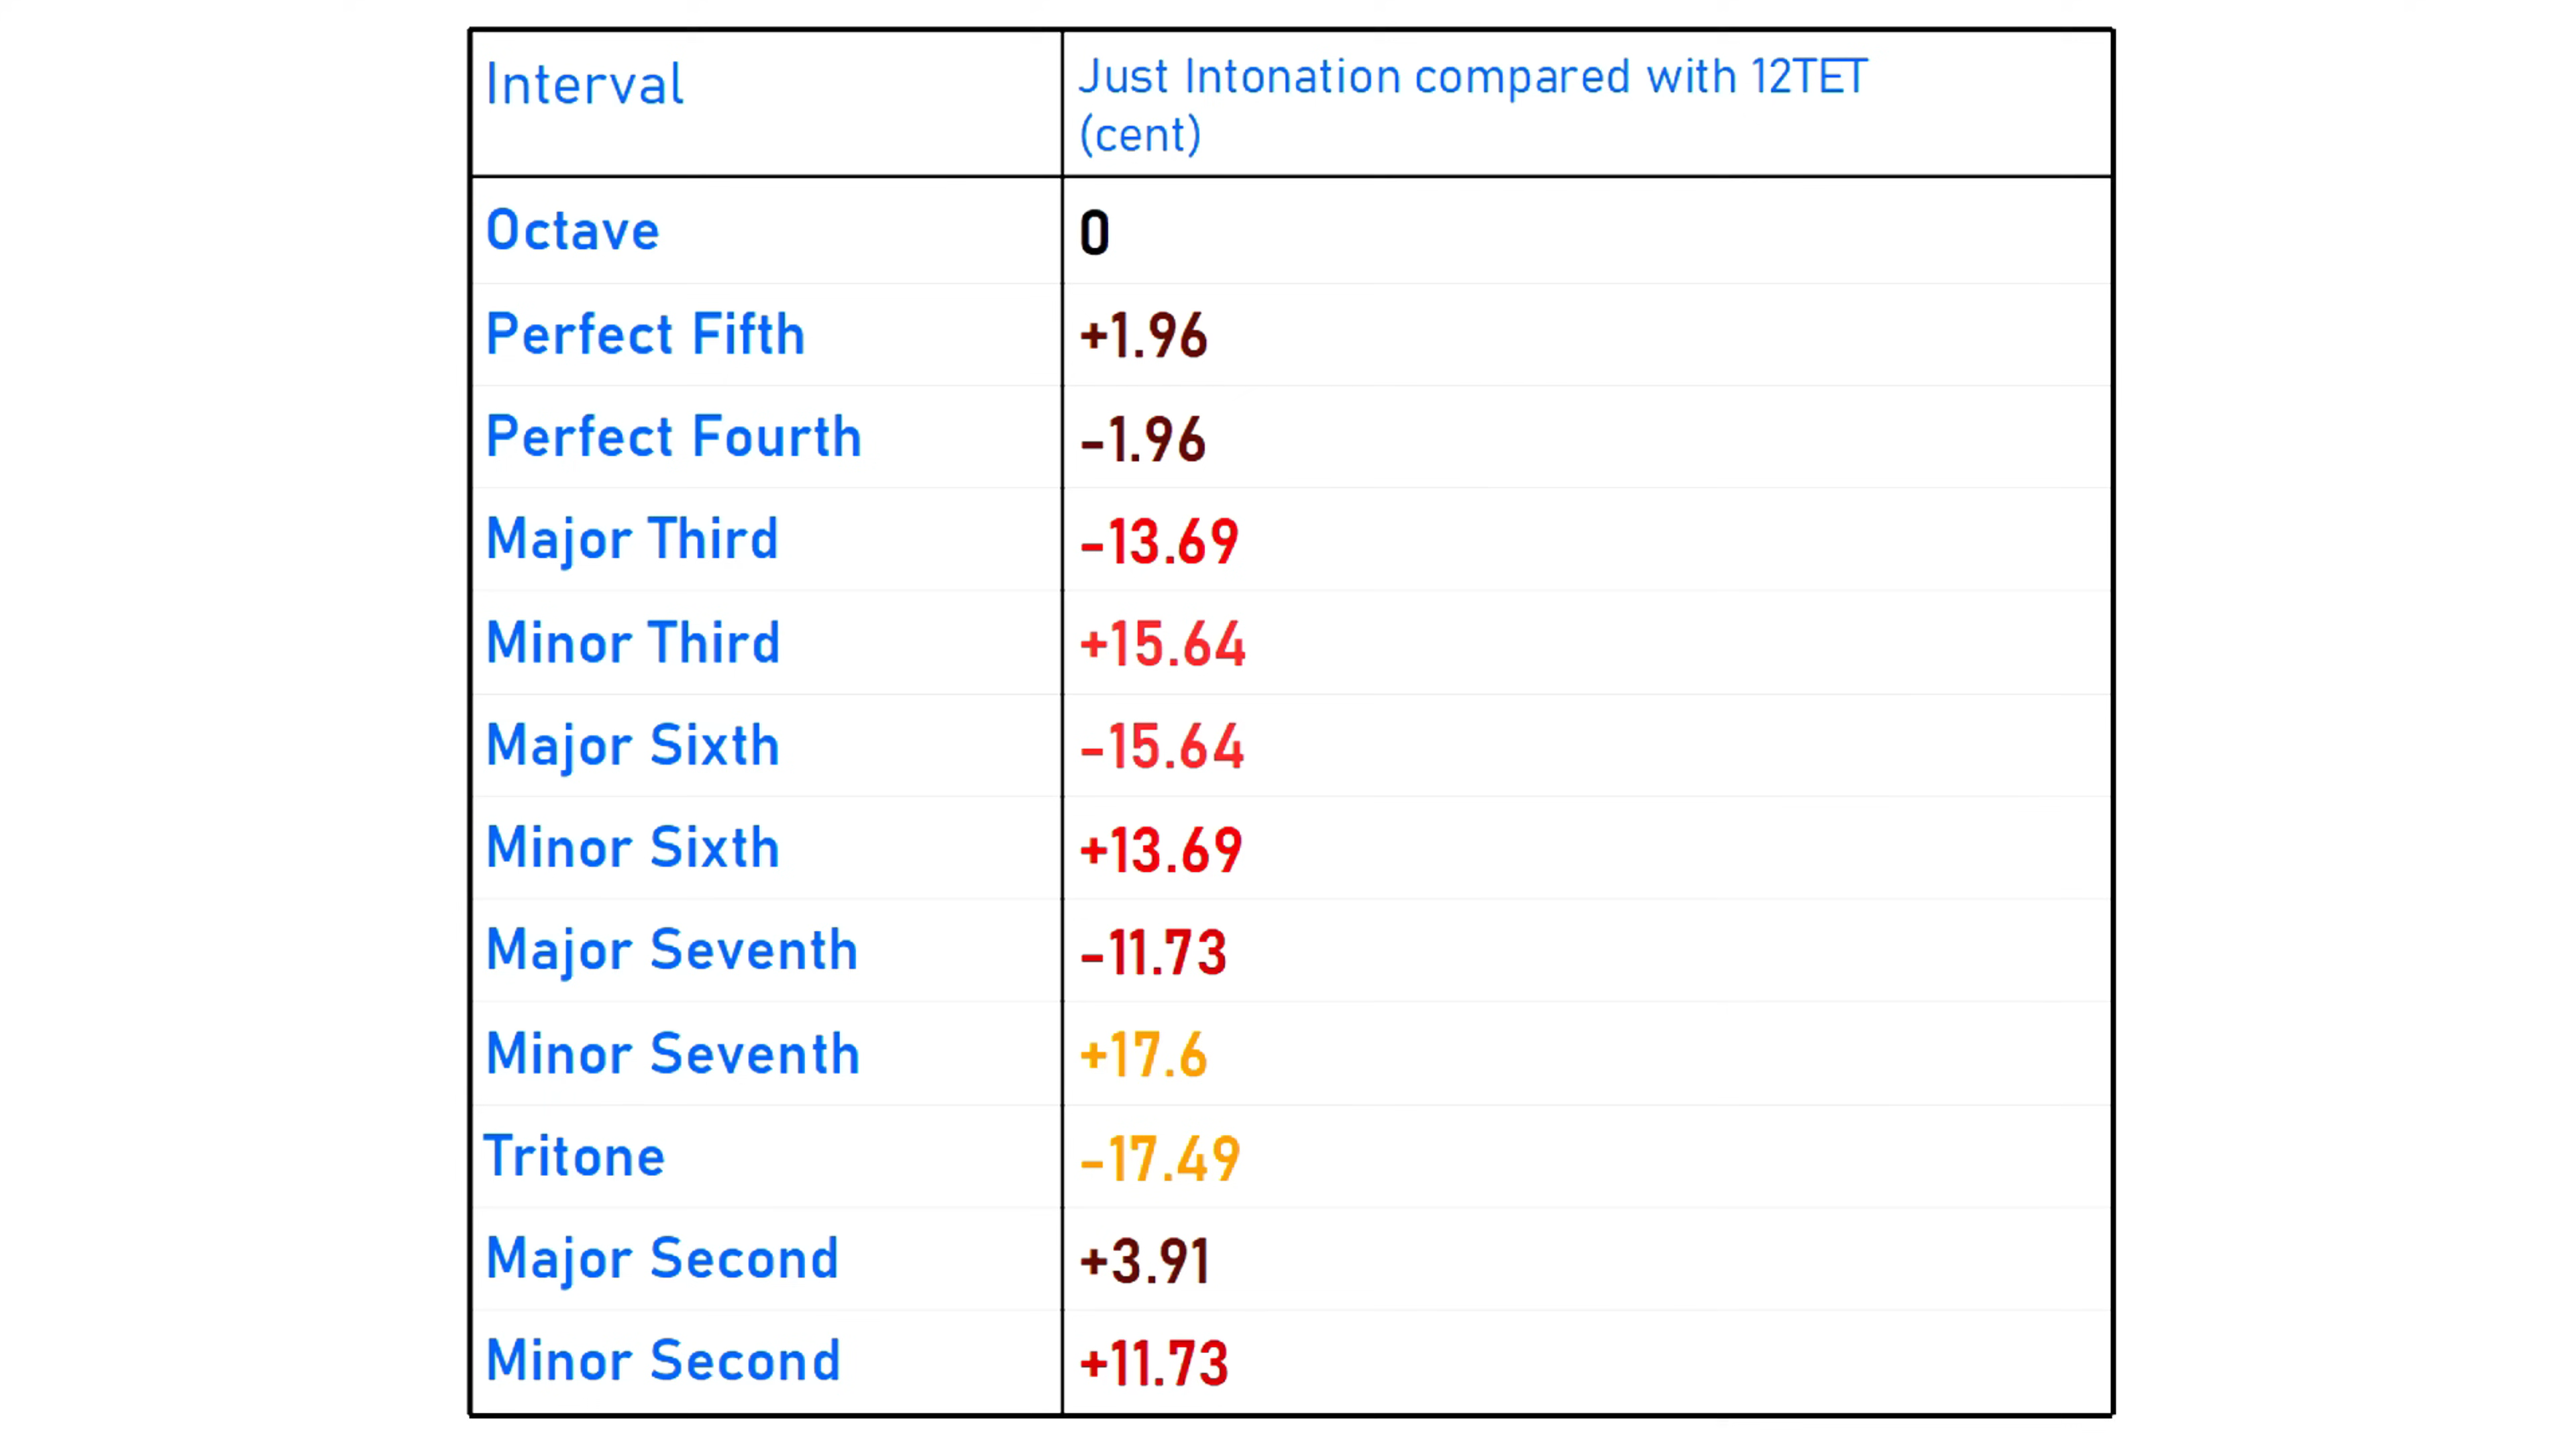 Interval
Just Intonation compared with 12TET
(cent)
Octave
0
Perfect Fifth
+1.96
Perfect Fourth
-1.96
Major Third
-13.69
Minor Third
+15.64
Major Sixth
-15.64
Minor Sixth
+13.69
Major Seventh
-11.73
Minor Seventh
+17.6
Tritone
-17.49
Major Second
+3.91
Minor Second
+11.73